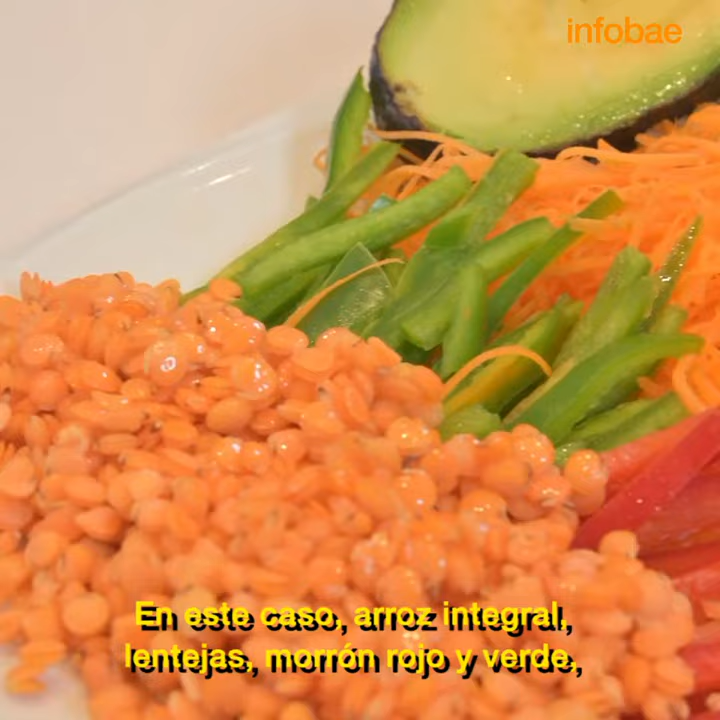 infobae
En este caso, arroz integral,
lentejas, morrón rojo y verde,